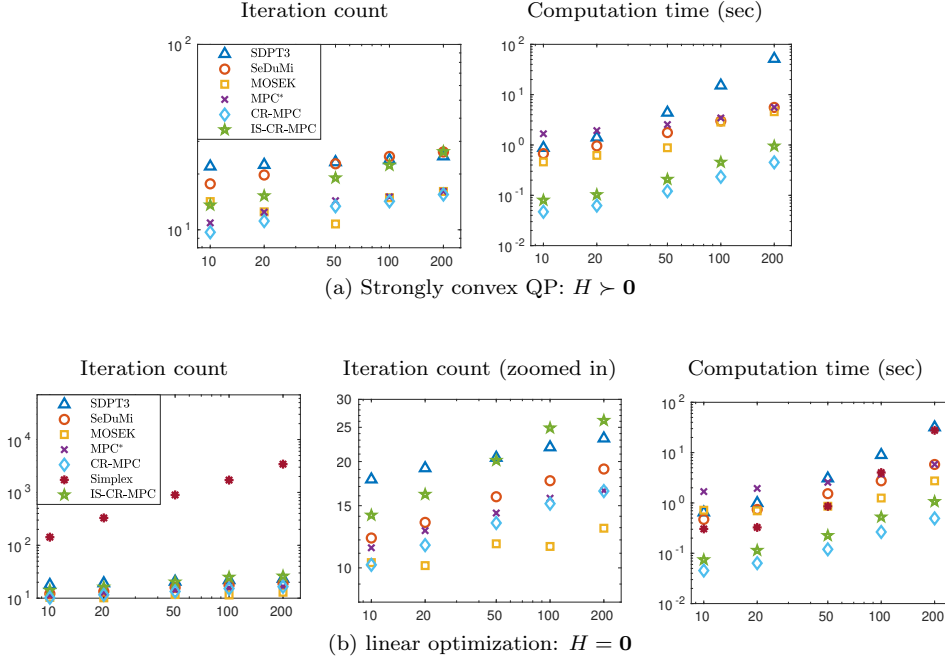 Iteration count
Computation time (sec)
10^2
10^1
SDPT3
SeDuMi
MOSEK
MPC*
CR-MPC
IS-CR-MPC
10 20 50 100 200
10^2
10^1
10^0
10^-1
10^-2
10 20 50 100 200
(a) Strongly convex QP: H ≻ 0
Iteration count
Iteration count (zoomed in)
Computation time (sec)
10^4
10^3
10^2
10^1
SDPT3
SeDuMi
MOSEK
MPC*
CR-MPC
Simplex
IS-CR-MPC
10 20 50 100 200
30
25
20
15
10
10 20 50 100 200
10^2
10^1
10^0
10^-1
10^-2
10 20 50 100 200
(b) linear optimization: H = 0